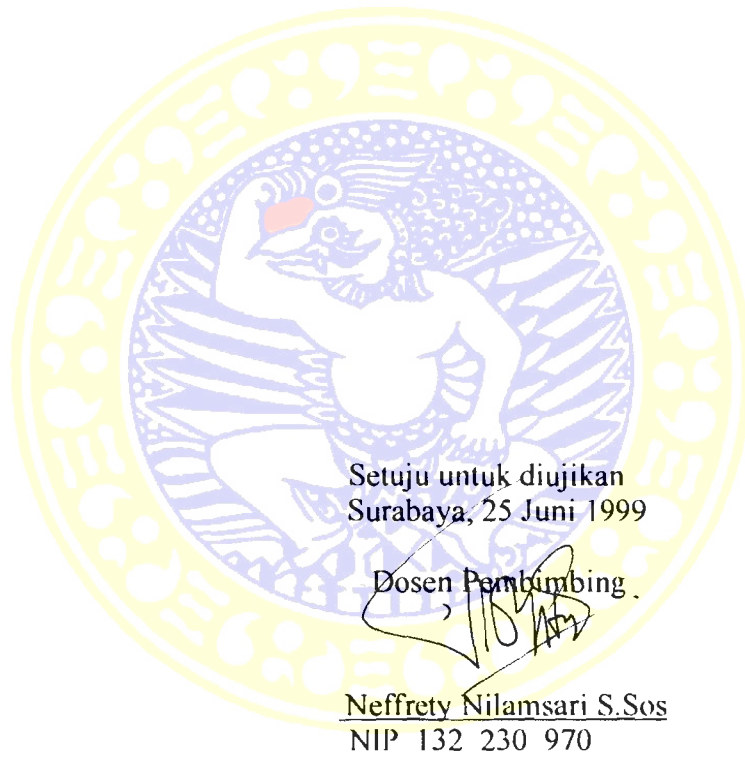 Setuju untuk diujikan
Surabaya, 25 Juni 1999
Dosen Pembimbing
Neffrety Nilamsari S.Sos
NIP 132 230 970